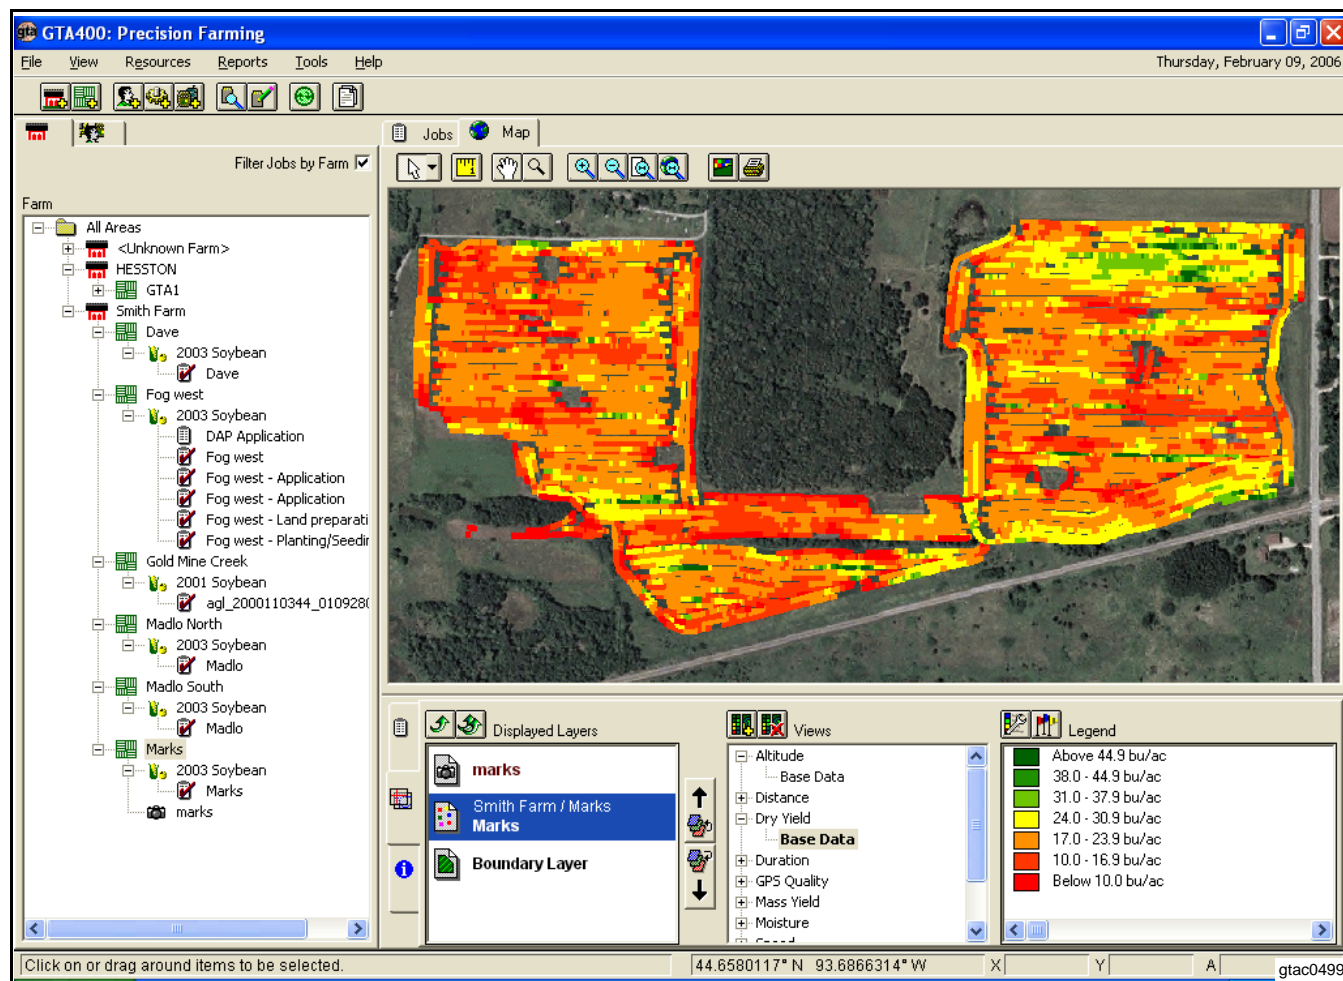 gta GTA400: Precision Farming
File View Resources Reports Tools Help Thursday, February 09, 2006
Jobs Map
Filter Jobs by Farm
Farm
All Areas
<Unknown Farm>
HESSTON
GTA1
Smith Farm
Dave
2003 Soybean
Dave
Fog west
2003 Soybean
DAP Application
Fog west
Fog west - Application
Fog west - Application
Fog west - Land preparati
Fog west - Planting/Seedin
Gold Mine Creek
2001 Soybean
agl_2000110344_0109280
Madlo North
2003 Soybean
Madlo
Madlo South
2003 Soybean
Madlo
Marks
2003 Soybean
Marks
marks
Displayed Layers
marks
Smith Farm / Marks
Marks
Boundary Layer
Views
Altitude
Base Data
Distance
Dry Yield
Base Data
Duration
GPS Quality
Mass Yield
Moisture
Speed
Legend
Above 44.9 bu/ac
38.0 - 44.9 bu/ac
31.0 - 37.9 bu/ac
24.0 - 30.9 bu/ac
17.0 - 23.9 bu/ac
10.0 - 16.9 bu/ac
Below 10.0 bu/ac
Click on or drag around items to be selected. 44.6580117° N 93.6866314° W X Y A
gtac0499